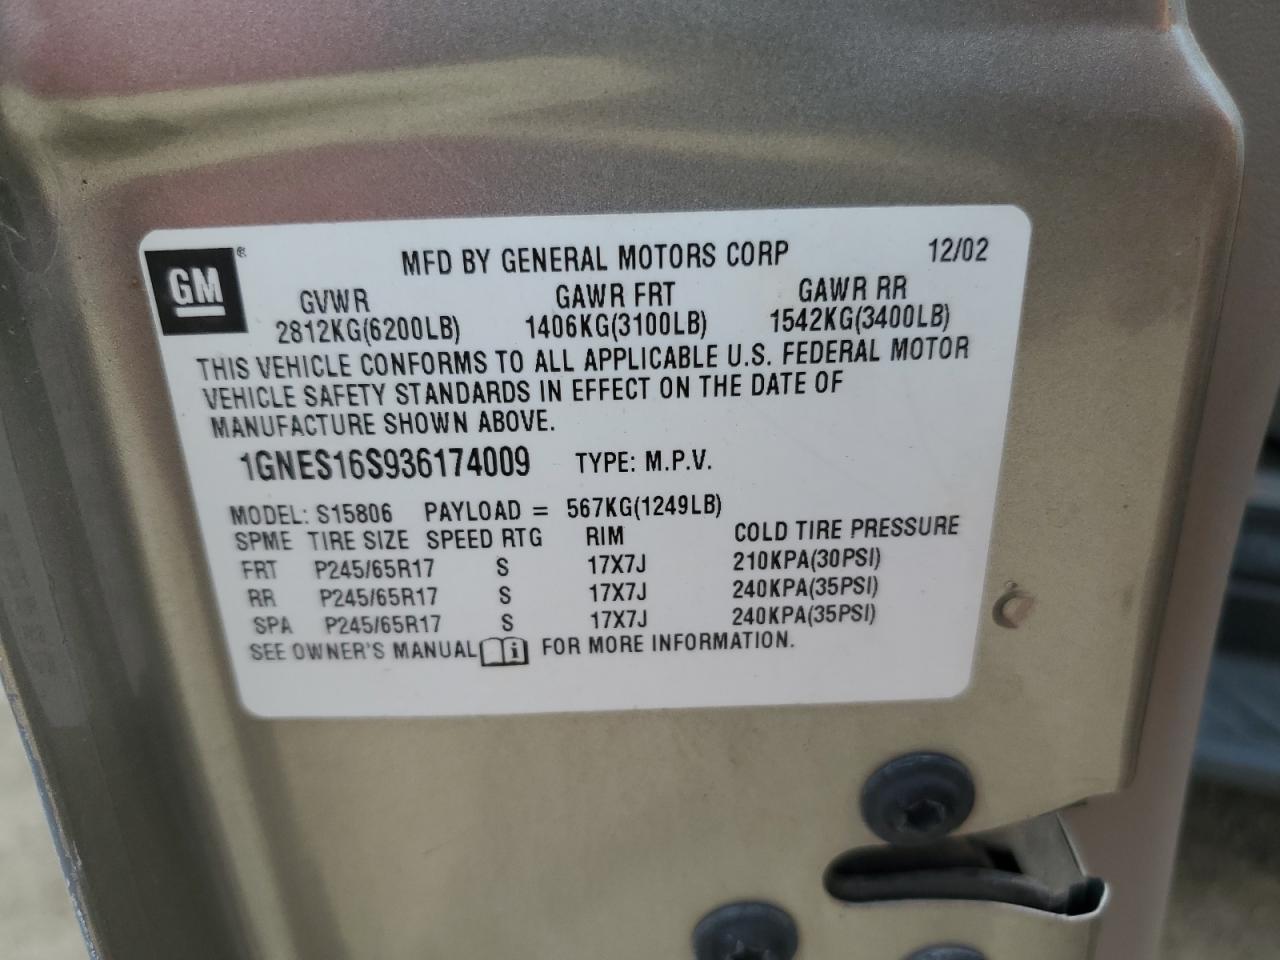 GM ®
MFD BY GENERAL MOTORS CORP 12/02
GVWR GAWR FRT GAWR RR
2812KG(6200LB) 1406KG(3100LB) 1542KG(3400LB)
THIS VEHICLE CONFORMS TO ALL APPLICABLE U.S. FEDERAL MOTOR
VEHICLE SAFETY STANDARDS IN EFFECT ON THE DATE OF
MANUFACTURE SHOWN ABOVE.
1GNES16S936174009 TYPE: M.P.V.
MODEL: S15806 PAYLOAD = 567KG(1249LB)
SPME TIRE SIZE SPEED RTG RIM COLD TIRE PRESSURE
FRT P245/65R17 S 17X7J 210KPA(30PSI)
RR P245/65R17 S 17X7J 240KPA(35PSI)
SPA P245/65R17 S 17X7J 240KPA(35PSI)
SEE OWNER'S MANUAL i FOR MORE INFORMATION.